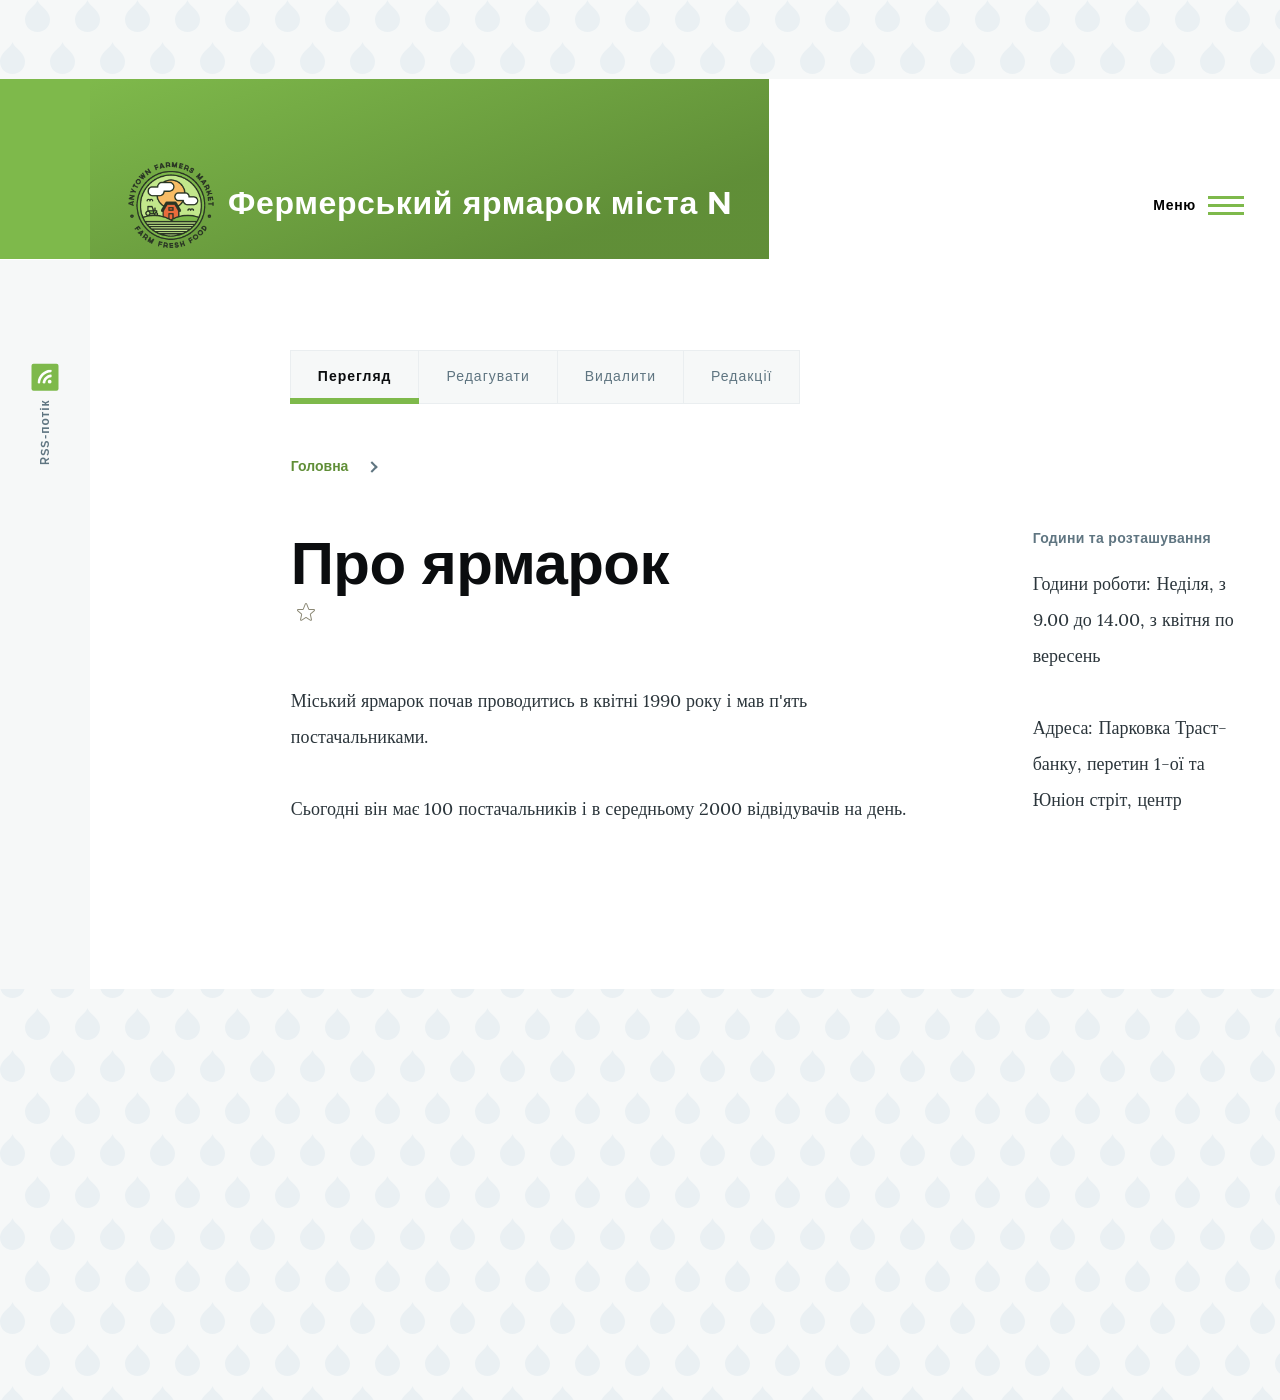 ANYTOWN FARMERS MARKET
FARM FRESH FOOD
Фермерський ярмарок міста N
Меню
RSS-потік
Перегляд
Редагувати
Видалити
Редакції
Головна
Про ярмарок
Міський ярмарок почав проводитись в квітні 1990 року і мав п'ять
постачальниками.
Сьогодні він має 100 постачальників і в середньому 2000 відвідувачів на день.
Години та розташування
Години роботи: Неділя, з
9.00 до 14.00, з квітня по
вересень
Адреса: Парковка Траст-
банку, перетин 1-ої та
Юніон стріт, центр